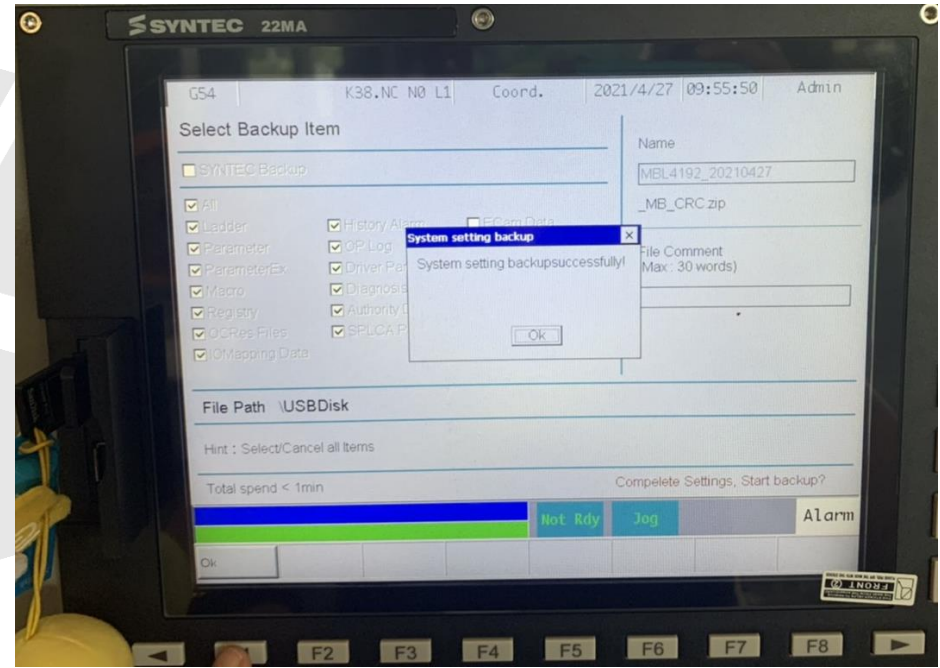 SYNTEC 22MA
G54 K38.NC N0 L1 Coord. 2021/4/27 09:55:50 Admin
Select Backup Item
SYNTEC Backup
All
Ladder
Parameter
ParameterEx
Macro
Registry
OCRes Files
IOMapping Data
History Alarm
OP Log
Driver Pa
Diagnosis
Authority D
SPLCA P
ECam Data
System setting backup X
System setting backupsuccessfully!
Ok
Name
MBL4192_20210427
_MB_CRC zip
File Comment
(Max : 30 words)
File Path \USBDisk
Hint : Select/Cancel all Items
Total spend < 1min
Compelete Settings, Start backup?
Not Rdy Jog Alarm
Ok
FRONT
F2 F3 F4 F5 F6 F7 F8